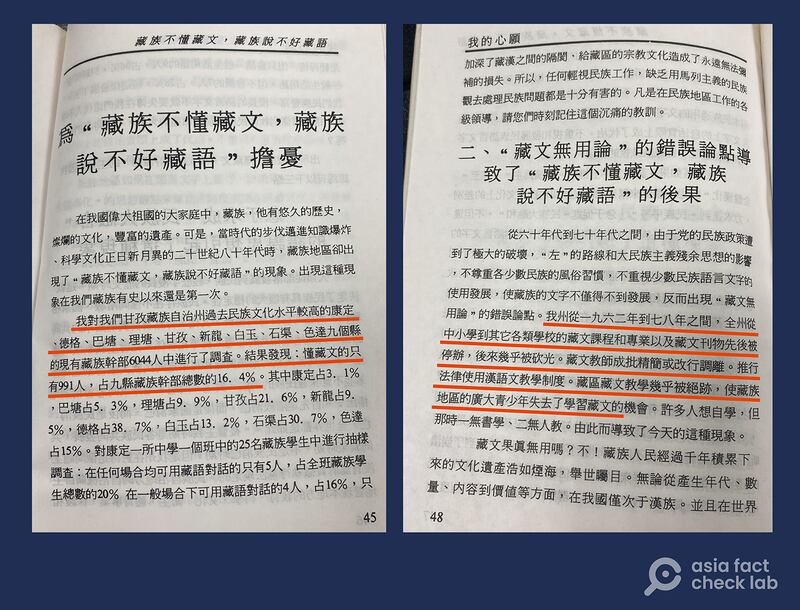 藏族不懂藏文，藏族說不好藏語
為“藏族不懂藏文，藏族
說不好藏語”擔憂
在我國偉大祖國的大家庭中，藏族，他有悠久的歷史，
燦爛的文化，豐富的遺產。可是，當時代的步伐邁進知識爆炸
、科學文化正日新月異的二十世紀八十年代時，藏族地區卻出
現了“藏族不懂藏文，藏族說不好藏語”的現象。出現這種現
象在我們藏族有史以來還是第一次。
我對我們甘孜藏族自治州過去民族文化水平較高的康定
、德格、巴塘、理塘、甘孜、新龍、白玉、石渠、色達九個縣
的現有藏族幹部6044人中進行了調查。結果發現：懂藏文的只
有991人，占九縣藏族幹部總數的16.4%。其中康定占3.1%
，巴塘占5.3%，理塘占9.9%，甘孜占21.6%，新龍占9.
5%，德格占38.7%，白玉占13.2%，石渠占30.7%，色達
占15%。對康定一所中學一個班中的25名藏族學生中進行抽樣
調查：在任何場合均可用藏語對話的只有5人，占全班藏族學
生總數的20% 在一般場合下可用藏語對話的4人，占16%，只
45
我的心願
加深了藏漢之間的隔閡、給藏區的宗教文化造成了永遠無法彌
補的損失。所以，任何輕視民族工作，缺乏用馬列主義的民族
觀去處理民族問題都是十分有害的。凡是在民族地區工作的各
級領導，請您們時刻記住這個沉痛的教訓。
二、“藏文無用論”的錯誤論點導
致了“藏族不懂藏文，藏族
說不好藏語”的後果
從六十年代到七十年代之間，由于党的民族政策遭
到了極大的破壞，“左”的路線和大民族主義殘余思想的影響
，不尊重各少數民族的風俗習慣，不重視少數民族語言文字的
使用發展，使藏族的文字不僅得不到發展，反而出現“藏文無
用論”的錯誤論點。我州從一九六二年到七八年之間，全州從
中小學到其它各類學校的藏文課程和專業以及藏文刊物先後被
停辦，後來幾乎被砍光。藏文教師成批精簡或改行調離。推行
法律使用漢語文教學制度。藏區藏文教學幾乎被絕跡，使藏族
地區的廣大青少年失去了學習藏文的機會。許多人想自學，但
那時一無書學、二無人教。由此而導致了今天的這種現象。
藏文果眞無用嗎？不！藏族人民經過千年積累下
來的文化遺產浩如煙海，舉世矚目。無論從產生年代、數
量、内容到價値等方面，在我國僅次于漢族。並且在世界
48
asia fact
check lab